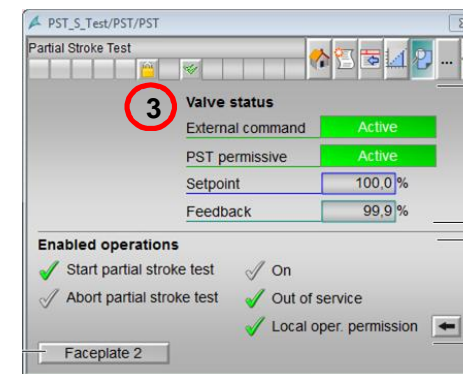 PST_S_Test/PST/PST
Partial Stroke Test
...
3
Valve status
External command Active
PST permissive Active
Setpoint 100,0 %
Feedback 99,9 %
Enabled operations
Start partial stroke test On
Abort partial stroke test Out of service
Local oper. permission
Faceplate 2